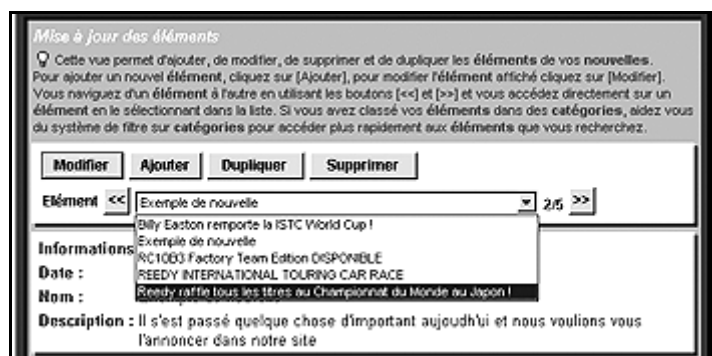 Mise à jour des éléments
Cette vue permet d'ajouter, de modifier, de supprimer et de dupliquer les éléments de vos nouvelles.
Pour ajouter un nouvel élément, cliquez sur [Ajouter], pour modifier l'élément affiché cliquez sur [Modifier].
Vous naviguez d'un élément à l'autre en utilisant les boutons [<<] et [>>] et vous accédez directement sur un
élément en le sélectionnant dans la liste. Si vous avez classé vos éléments dans des catégories, aidez vous
du système de filtre sur catégories pour accéder plus rapidement aux éléments que vous recherchez.
Modifier Ajouter Dupliquer Supprimer
Elément << Exemple de nouvelle 2/5 >>
Billy Easton remporte la ISTC World Cup !
Exemple de nouvelle
Informations
RC10B3 Factory Team Edition DISPONIBLE
Date : REEDY INTERNATIONAL TOURING CAR RACE
Nom : Reedy raffle tous les titres au Championnat du Monde au Japon !
Description : Il s'est passé quelque chose d'important aujoudh'ui et nous voulions vous
l'annoncer dans notre site